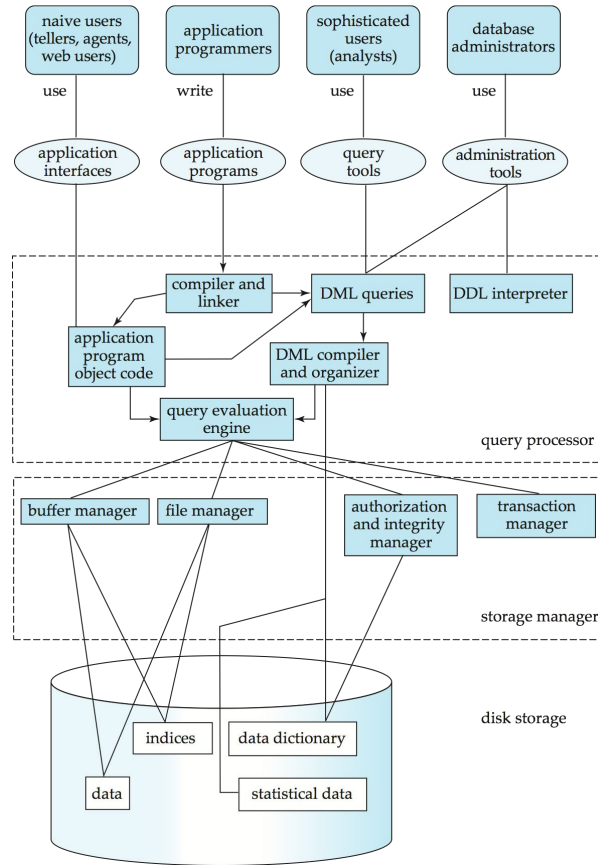 naive users
(tellers, agents,
web users)
application
programmers
sophisticated
users
(analysts)
database
administrators
use
write
use
use
application
interfaces
application
programs
query
tools
administration
tools
compiler and
linker
DML queries
DDL interpreter
application
program
object code
DML compiler
and organizer
query evaluation
engine
query processor
buffer manager
file manager
authorization
and integrity
manager
transaction
manager
storage manager
disk storage
indices
data dictionary
data
statistical data